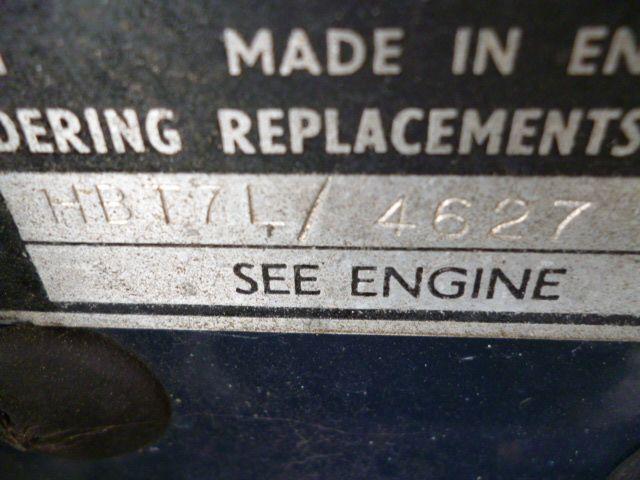 MADE IN EN
DERING REPLACEMENTS
HBT7L/4627
SEE ENGINE